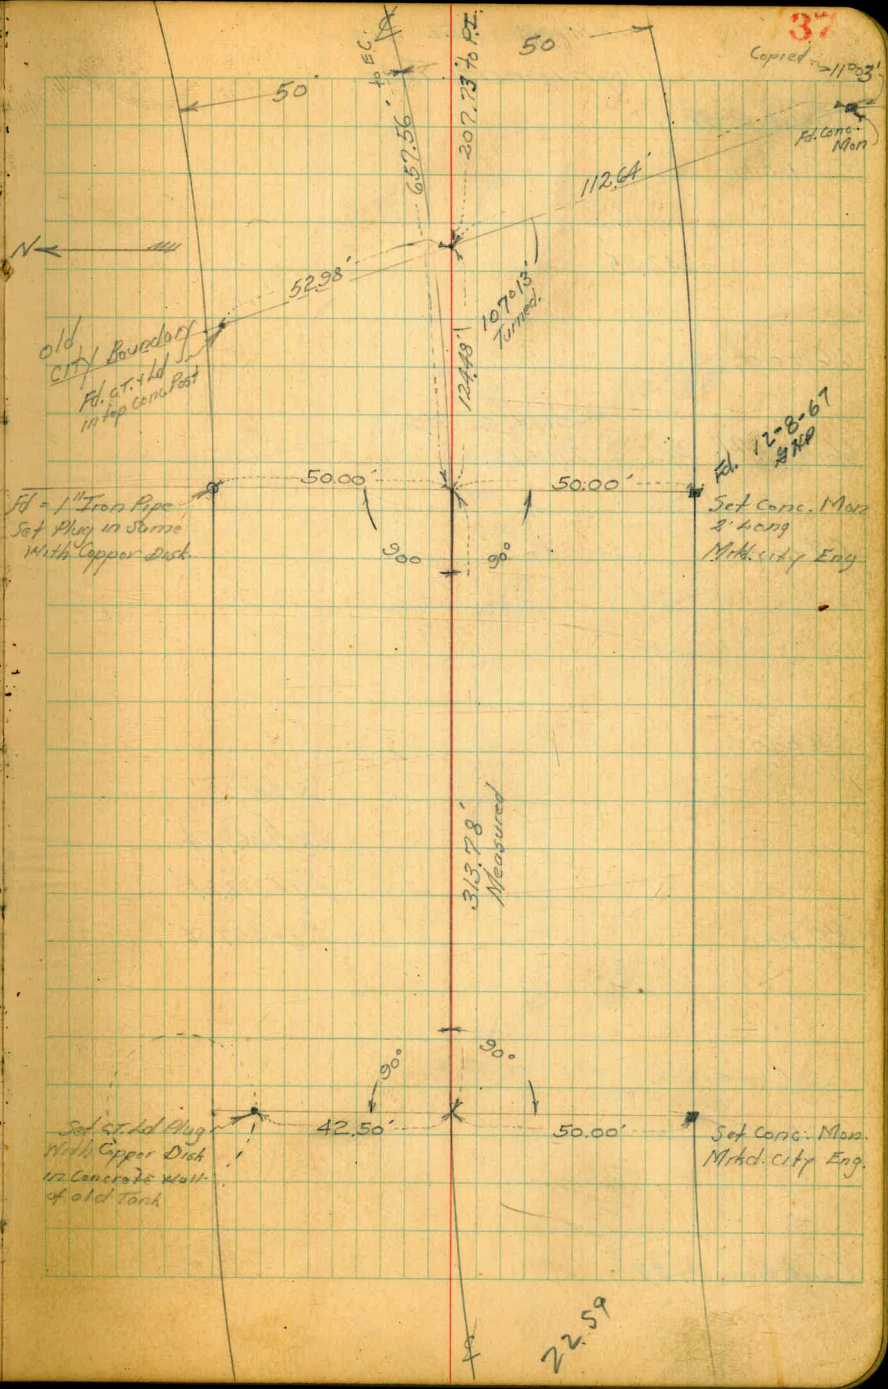 37
Copied 11°03'
Fd. Conc.
Mon
50
50'
to E.C.
657.56'
207.73 to P.I.
112.64'
N
52.98'
107°13'
Turned.
124.48'
Old
City Boundary
Fd. c.T. & Ld
in top conc. Post
Fd. 12-8-67
50.00'
50.00'
Fd = 1" Iron Pipe
Set Plug in Same
With Copper Disk.
Set Conc. Mon
2' Long
Mrkd. city Eng
90°
90°
313.78'
Measured
90°
90°
42.50'
50.00'
Set c.T. Ld Plug
With Copper Disk
in Concrete wall
of old Tank
Set Conc. Mon.
Mrkd. City Eng.
22.59